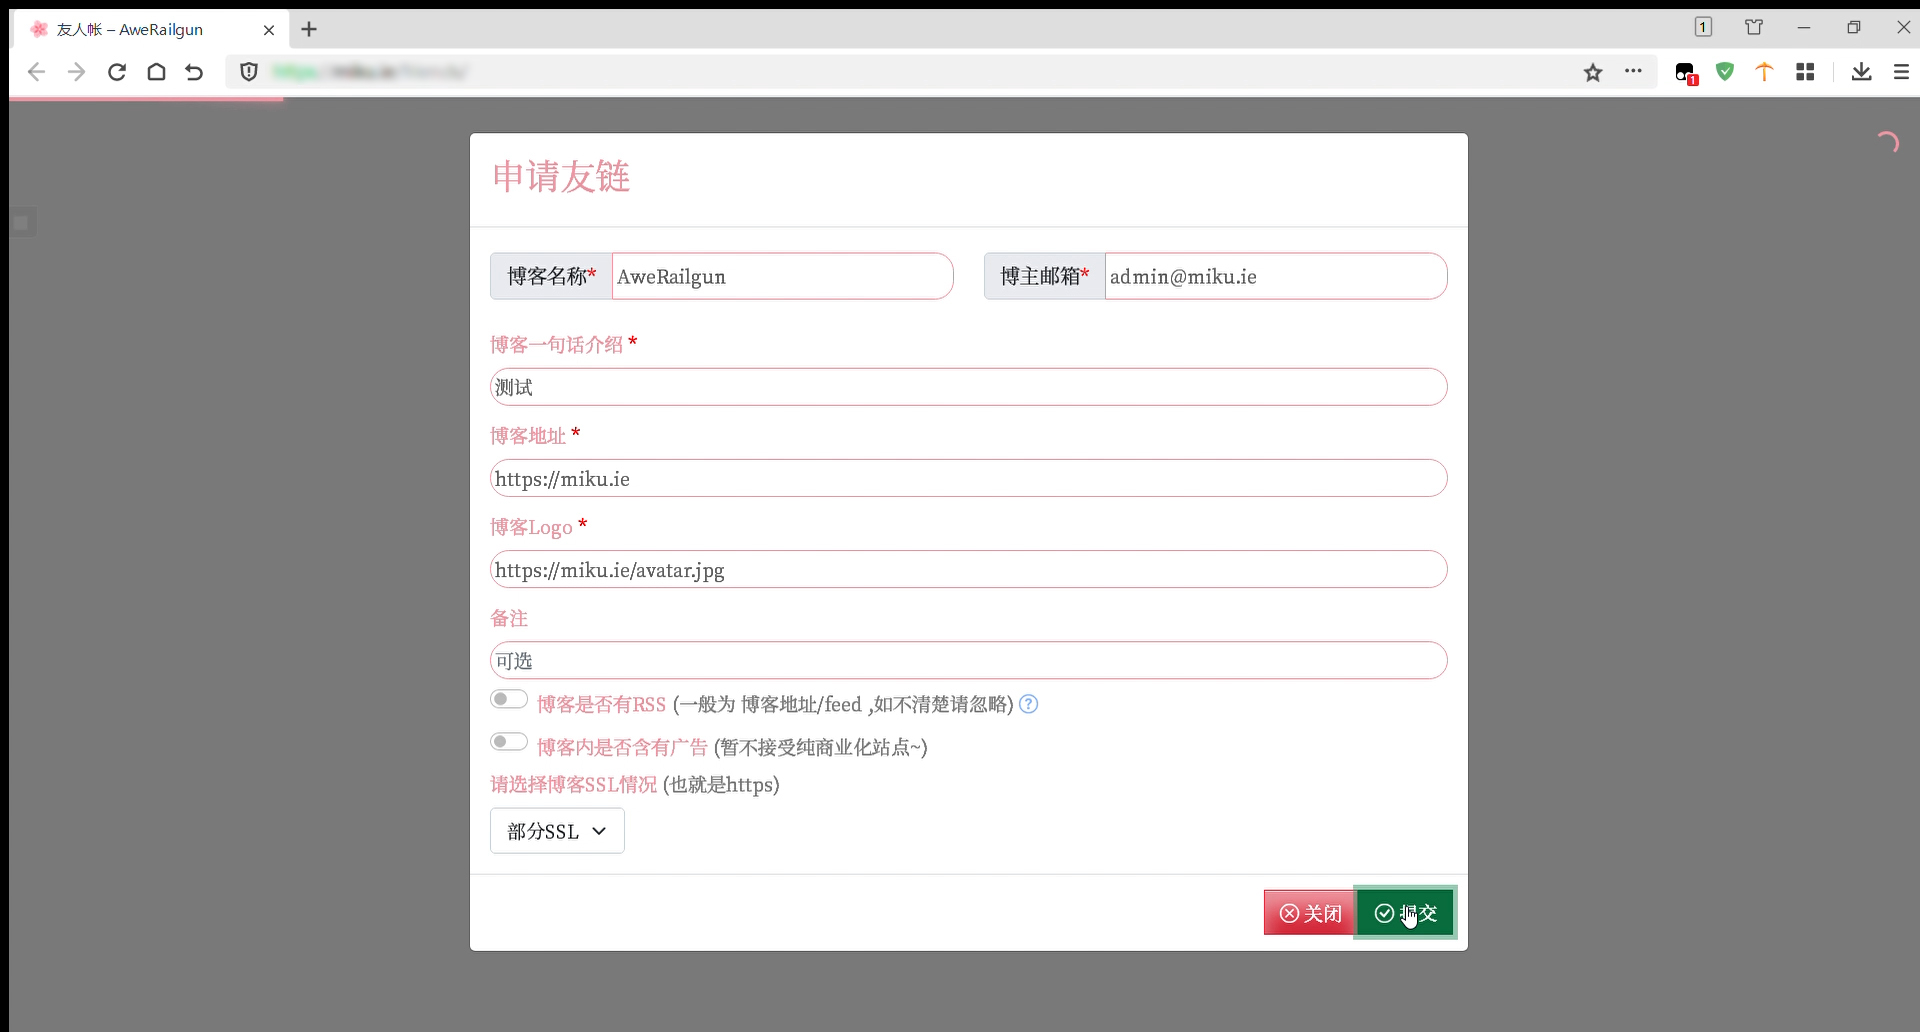 友人帐 – AweRailgun
1
1
申请友链
博客名称* AweRailgun
博主邮箱* admin@miku.ie
博客一句话介绍 *
测试
博客地址 *
https://miku.ie
博客Logo *
https://miku.ie/avatar.jpg
备注
可选
博客是否有RSS (一般为 博客地址/feed ,如不清楚请忽略)
博客内是否含有广告 (暂不接受纯商业化站点~)
请选择博客SSL情况 (也就是https)
部分SSL
关闭
提交